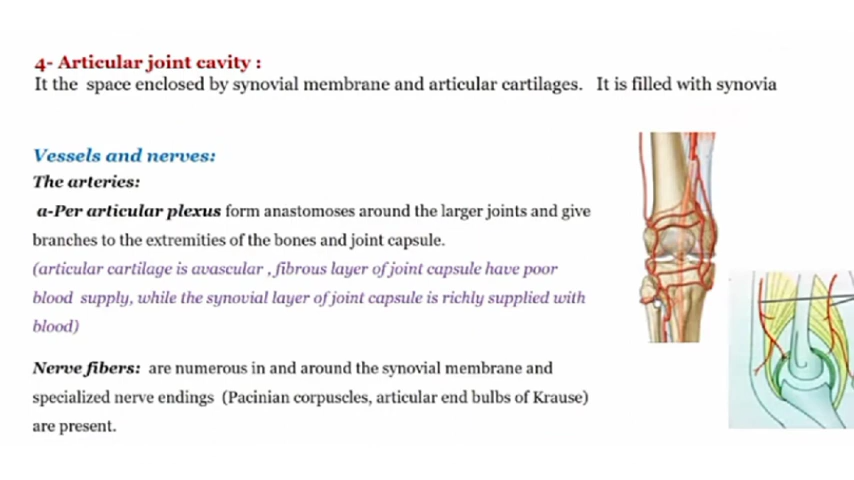 4- Articular joint cavity :
It the space enclosed by synovial membrane and articular cartilages. It is filled with synovia
Vessels and nerves:
The arteries:
a-Per articular plexus form anastomoses around the larger joints and give
branches to the extremities of the bones and joint capsule.
(articular cartilage is avascular , fibrous layer of joint capsule have poor
blood supply, while the synovial layer of joint capsule is richly supplied with
blood)
Nerve fibers: are numerous in and around the synovial membrane and
specialized nerve endings (Pacinian corpuscles, articular end bulbs of Krause)
are present.